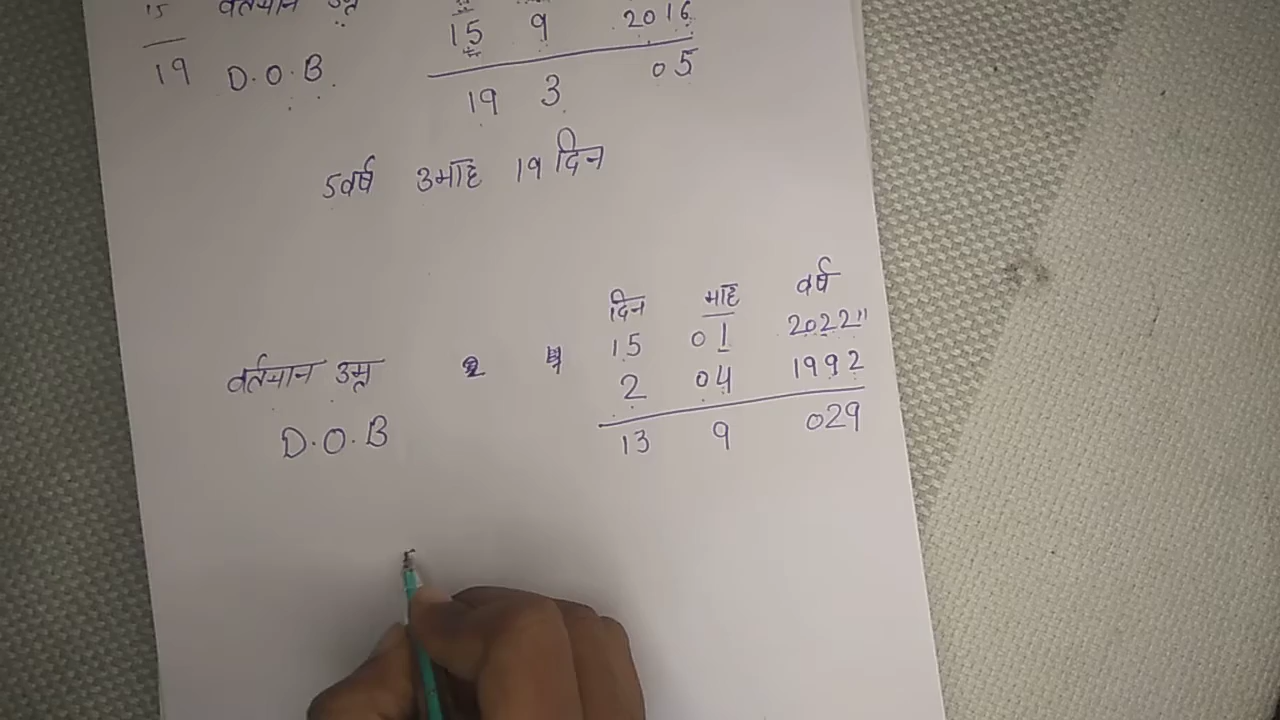 15 वर्तमान उम्र 15 9 2016
19 D.O.B 19 3 05
5वर्ष 3माह 19दिन
दिन माह वर्ष
15 01 2022
वर्तमान उम्र 2 04 1992
D.O.B 13 9 029